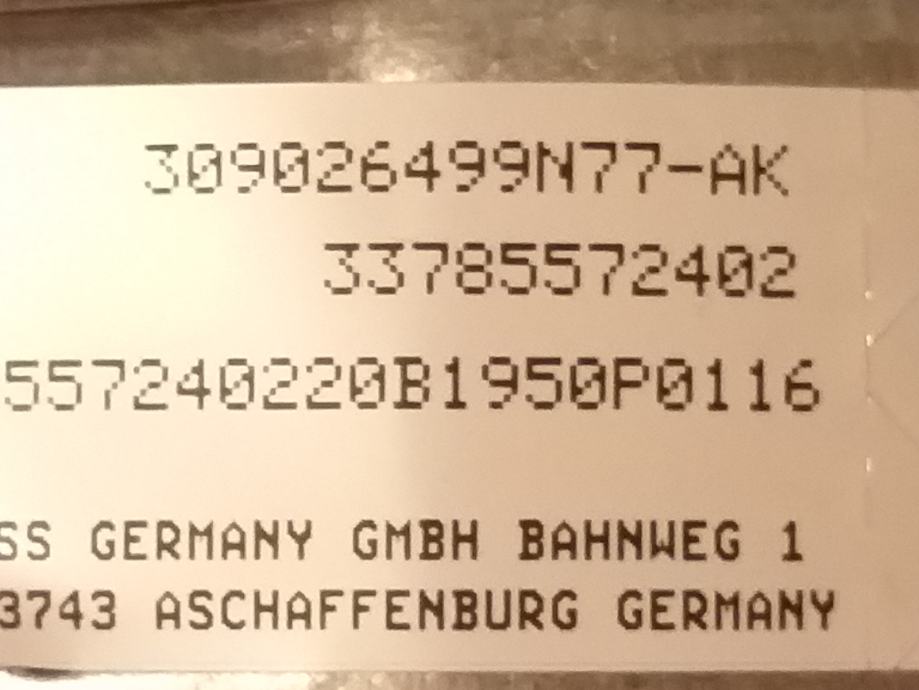 309026499N77-AK
33785572402
557240220B1950P0116
SS GERMANY GMBH BAHNWEG 1
3743 ASCHAFFENBURG GERMANY